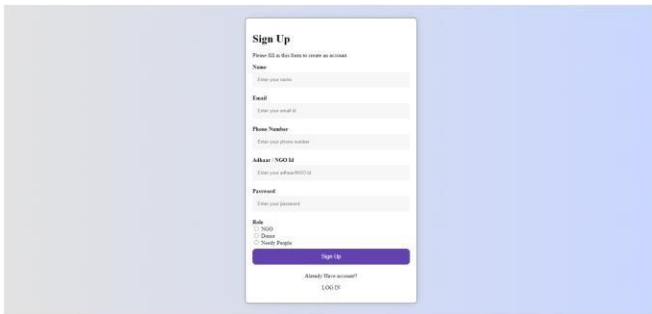 Sign Up
Please fill in this form to create an account
Name
Enter your name
Email
Enter your email id
Phone Number
Enter your phone number
Adhaar / NGO Id
Enter your adhaar/NGO id
Password
Enter your password
Role
NGO
Donor
Needy People
Sign Up
Already Have account?
LOG IN